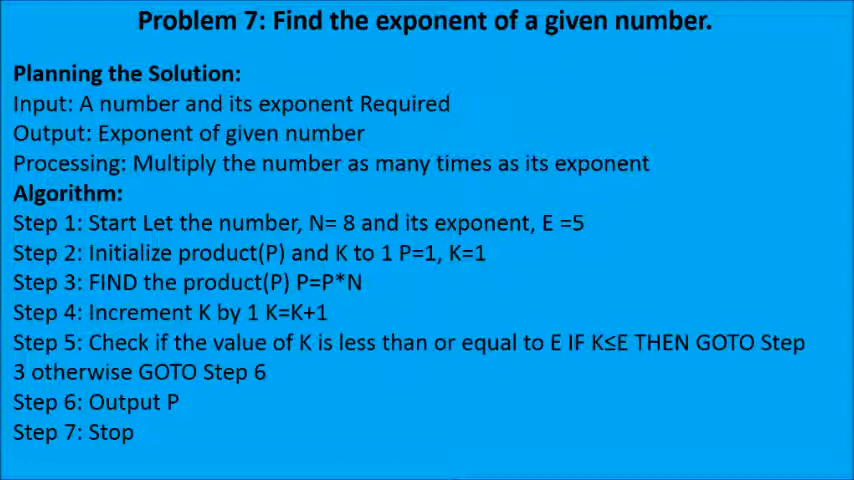 Problem 7: Find the exponent of a given number.
Planning the Solution:
Input: A number and its exponent Required
Output: Exponent of given number
Processing: Multiply the number as many times as its exponent
Algorithm:
Step 1: Start Let the number, N= 8 and its exponent, E =5
Step 2: Initialize product(P) and K to 1 P=1, K=1
Step 3: FIND the product(P) P=P*N
Step 4: Increment K by 1 K=K+1
Step 5: Check if the value of K is less than or equal to E IF K≤E THEN GOTO Step
3 otherwise GOTO Step 6
Step 6: Output P
Step 7: Stop